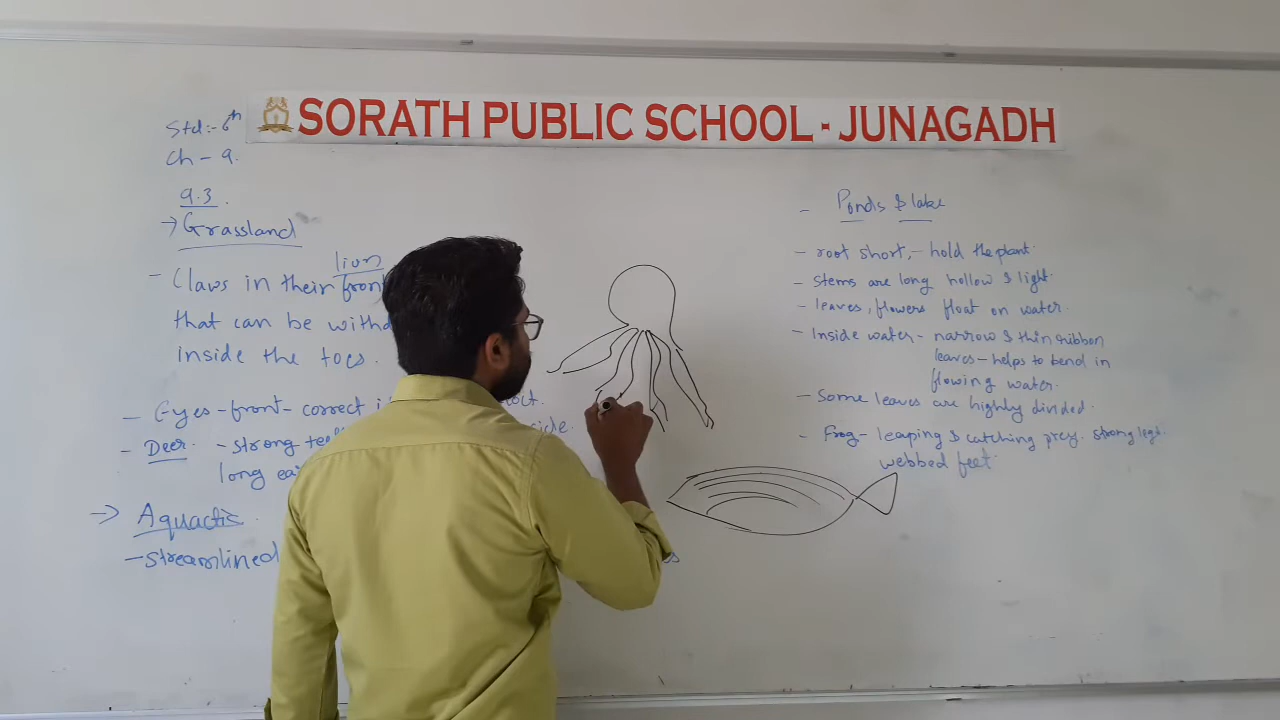 SORATH PUBLIC SCHOOL - JUNAGADH
Std:- 6th
Ch - 9.
9.3.
→ Grassland
lion
- Claws in their front
that can be withd
inside the toes.
- Eyes - front - correct
- Deer - strong teeth side.
long ea
→ Aquactic
- streamlined
- Ponds & lake
- root short, - hold the plant
- Stems are long hollow & light.
- leaves, flowers float on water.
- Inside water - narrow & thin ribbon
leaves - helps to bend in
flowing water.
- Some leaves are highly divided.
- Frog - leaping & catching prey. strong legs.
webbed feet